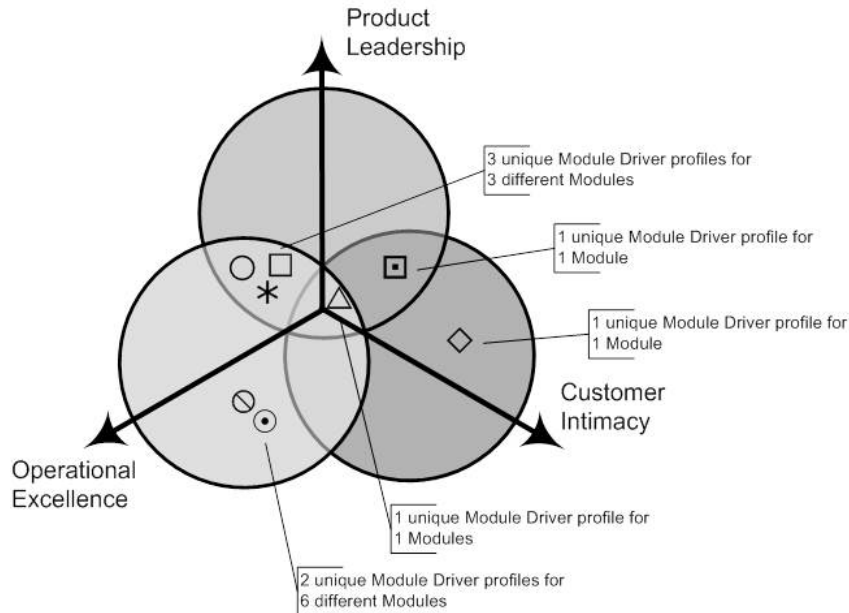 Product
Leadership
3 unique Module Driver profiles for
3 different Modules
1 unique Module Driver profile for
1 Module
1 unique Module Driver profile for
1 Module
Customer
Intimacy
Operational
Excellence
1 unique Module Driver profile for
1 Modules
2 unique Module Driver profiles for
6 different Modules